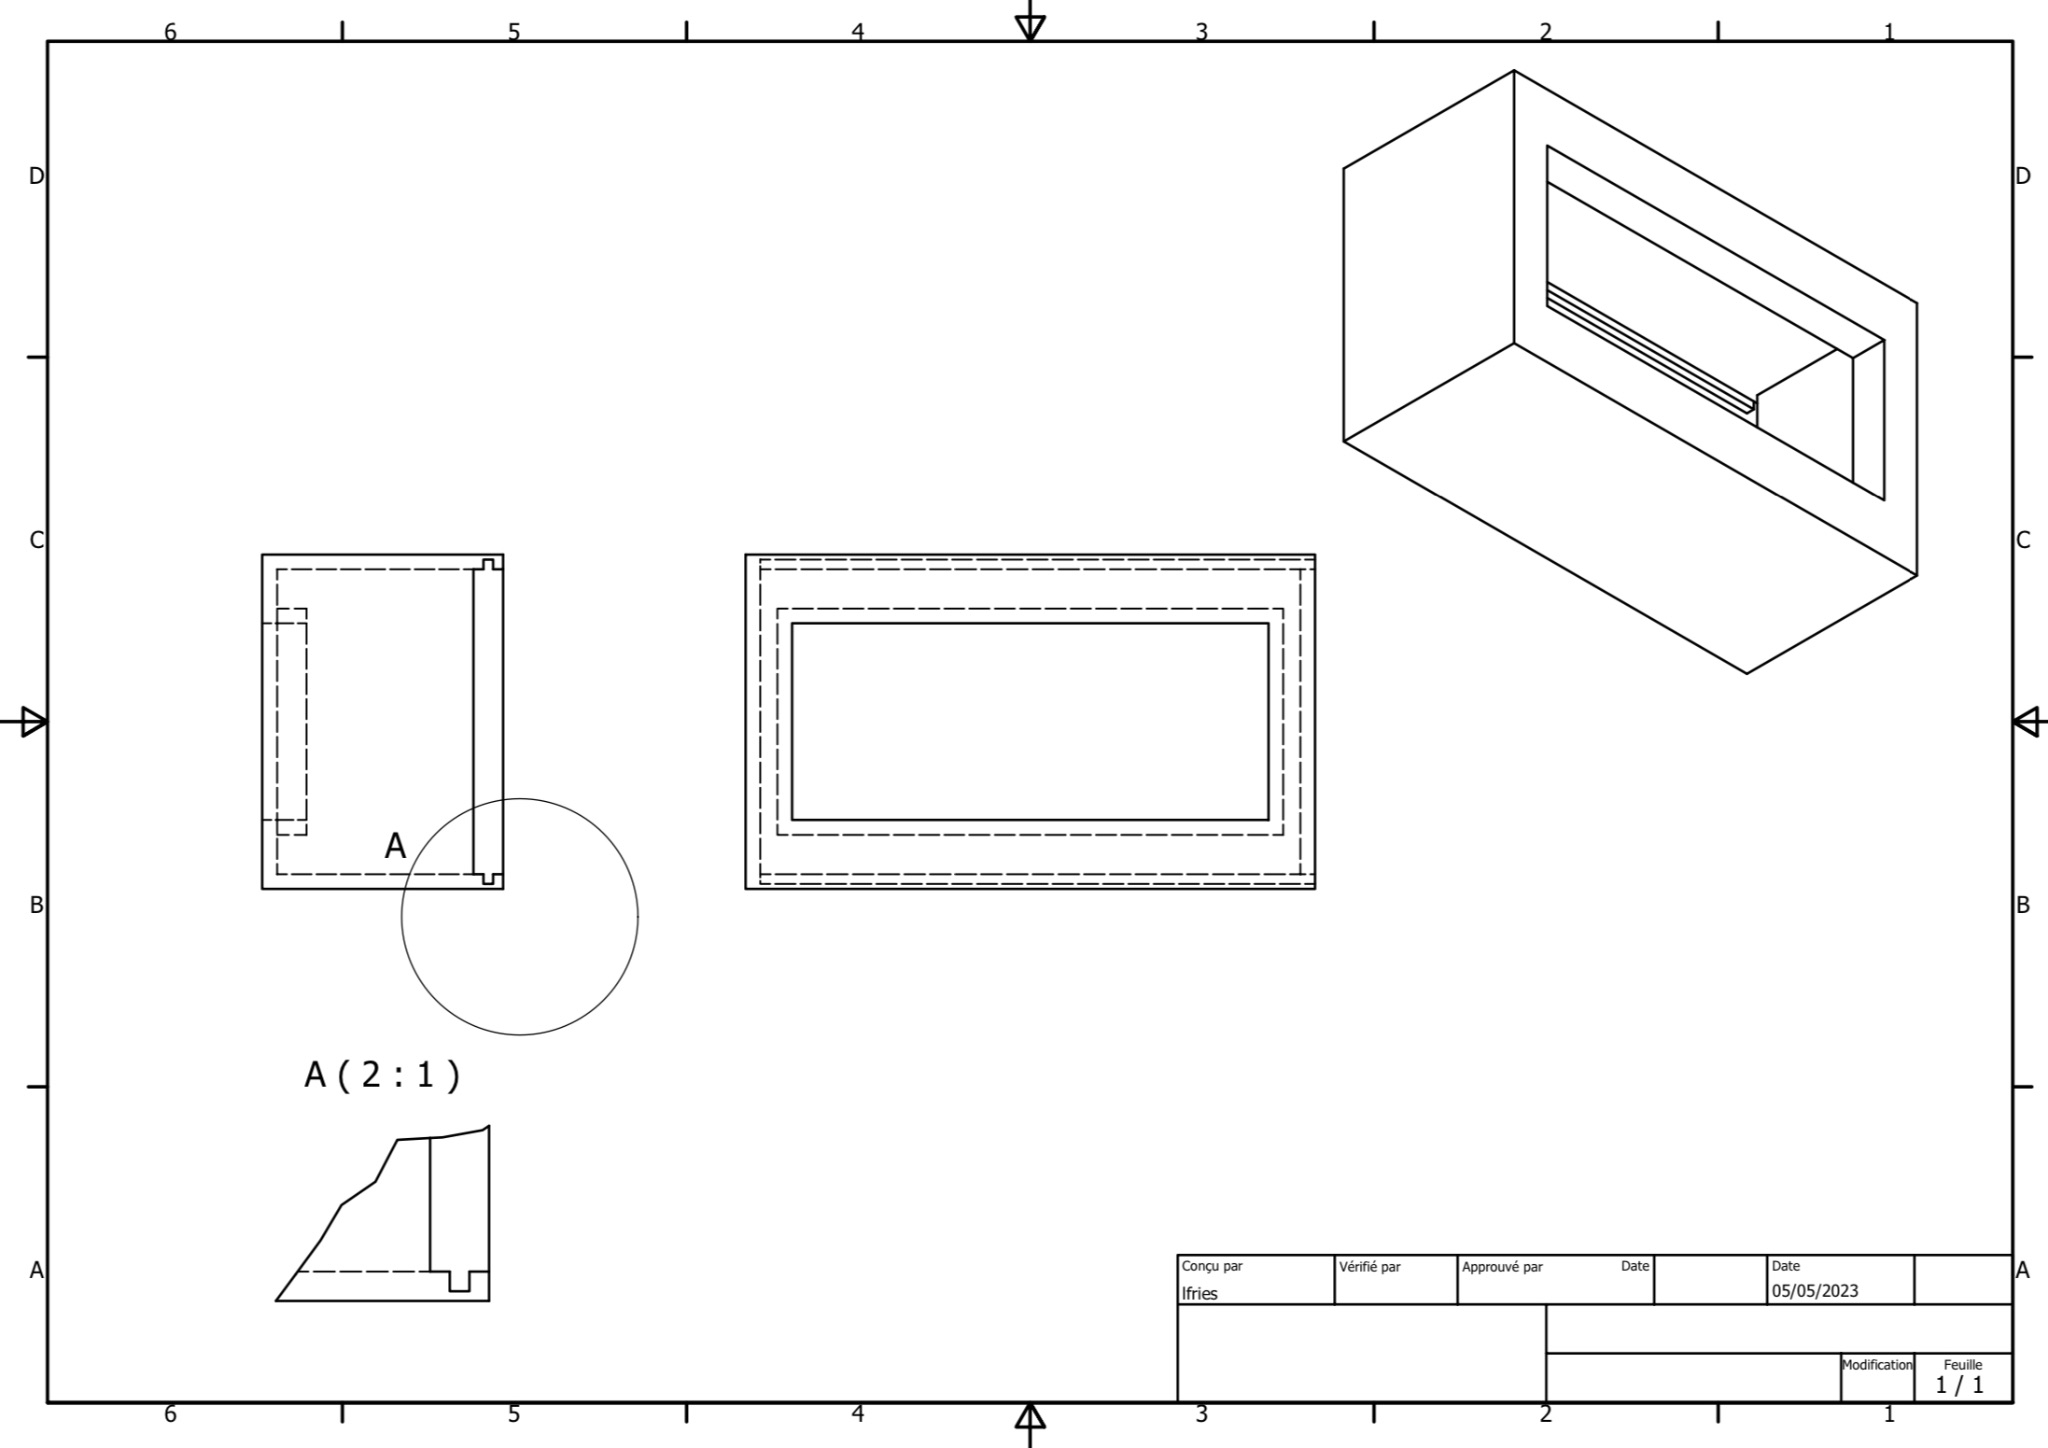 6 5 4 3 2 1
D D
C C
A
B B
A ( 2 : 1 )
A A
Conçu par Vérifié par Approuvé par Date Date
lfries 05/05/2023
Modification Feuille
1 / 1
6 5 4 3 2 1